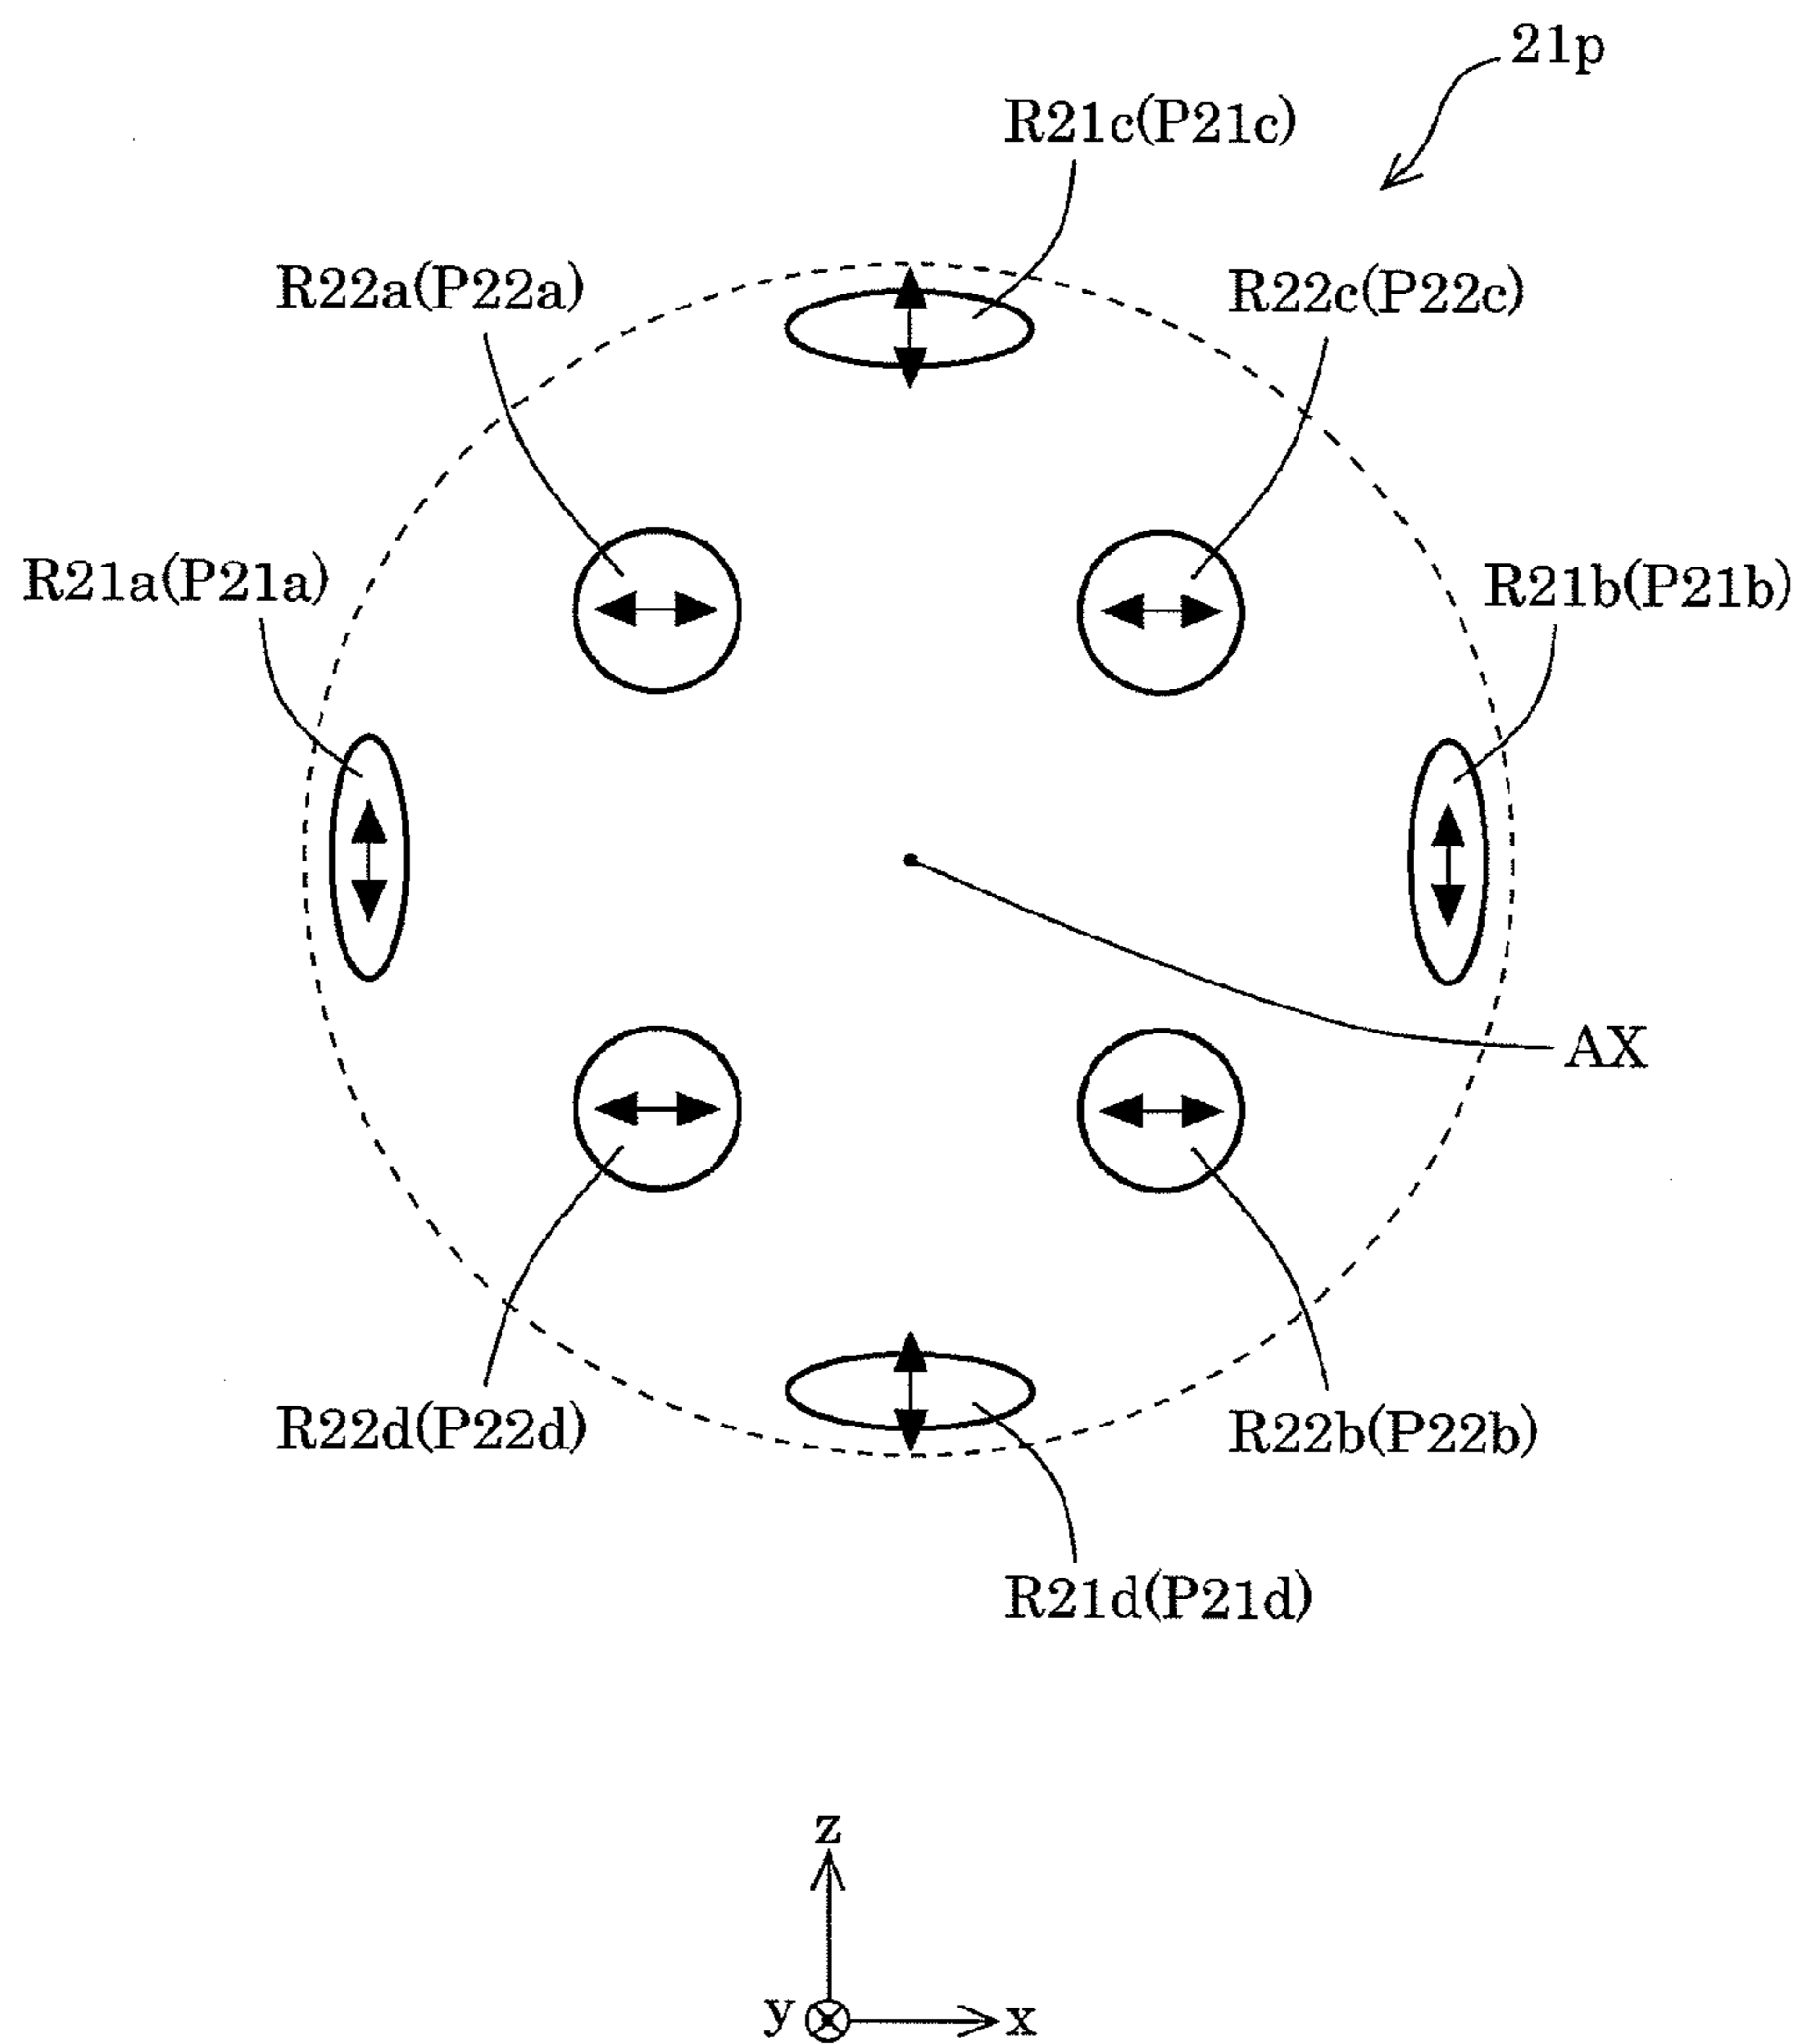 21p
R21c(P21c)
R22a(P22a)
R22c(P22c)
R21a(P21a)
R21b(P21b)
AX
R22d(P22d)
R22b(P22b)
R21d(P21d)
z
y
x